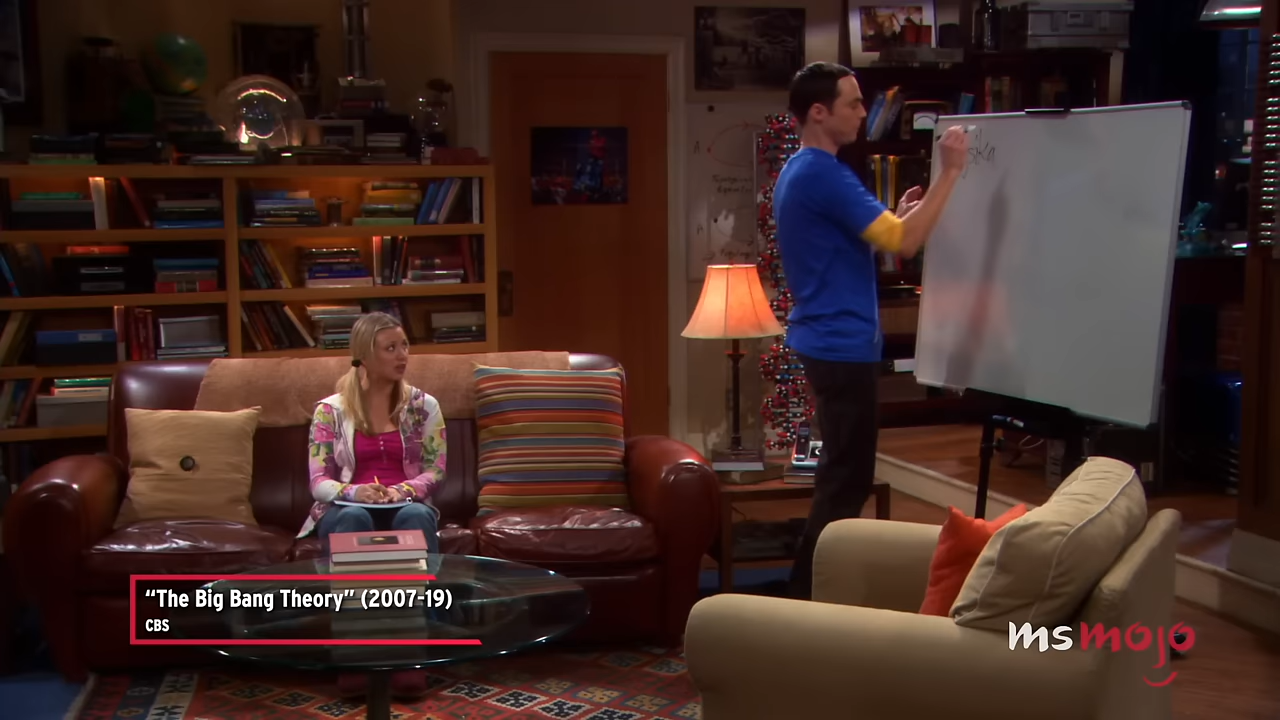 “The Big Bang Theory” (2007-19)
CBS
msmojo